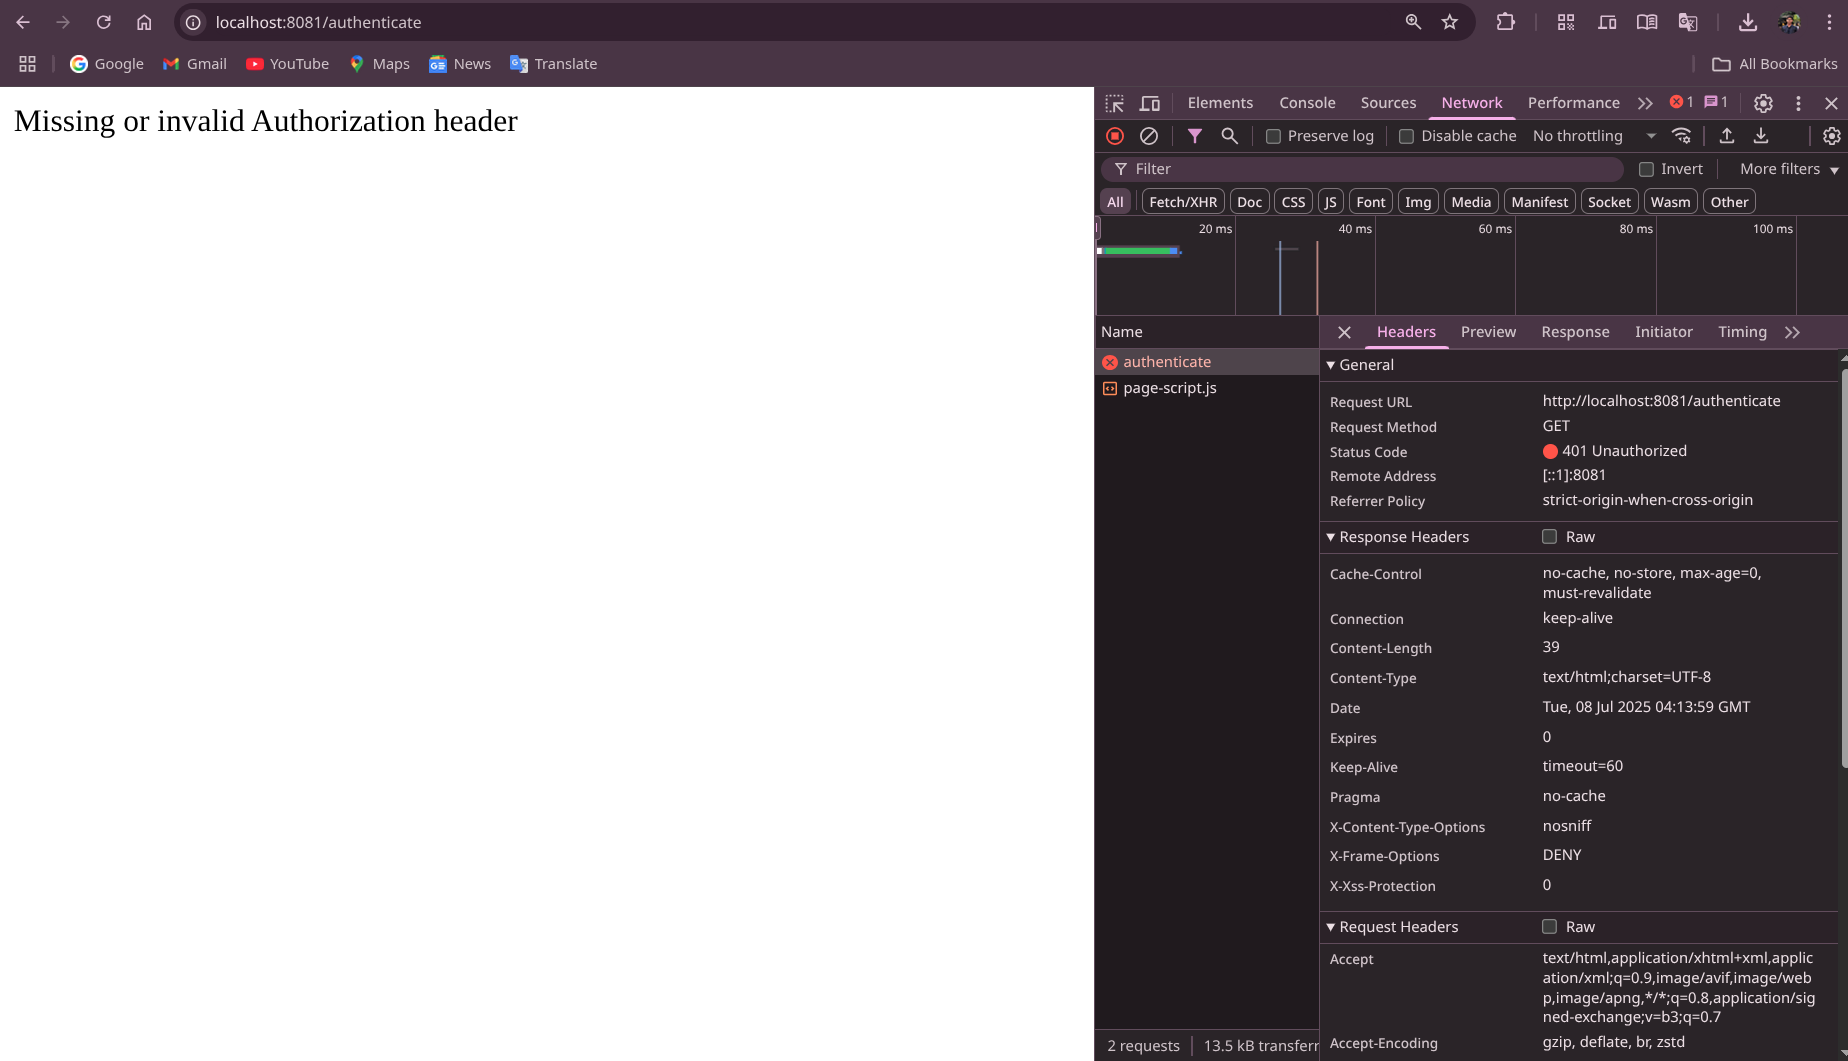 localhost:8081/authenticate
Google Gmail YouTube Maps News Translate All Bookmarks
Missing or invalid Authorization header
Elements Console Sources Network Performance 1 1
Preserve log Disable cache No throttling
Filter Invert More filters
All Fetch/XHR Doc CSS JS Font Img Media Manifest Socket Wasm Other
20 ms 40 ms 60 ms 80 ms 100 ms
Name
authenticate
page-script.js
Headers Preview Response Initiator Timing
General
Request URL http://localhost:8081/authenticate
Request Method GET
Status Code 401 Unauthorized
Remote Address [::1]:8081
Referrer Policy strict-origin-when-cross-origin
Response Headers Raw
Cache-Control no-cache, no-store, max-age=0,
must-revalidate
Connection keep-alive
Content-Length 39
Content-Type text/html;charset=UTF-8
Date Tue, 08 Jul 2025 04:13:59 GMT
Expires 0
Keep-Alive timeout=60
Pragma no-cache
X-Content-Type-Options nosniff
X-Frame-Options DENY
X-Xss-Protection 0
Request Headers Raw
Accept text/html,application/xhtml+xml,applic
ation/xml;q=0.9,image/avif,image/web
p,image/apng,*/*;q=0.8,application/sig
ned-exchange;v=b3;q=0.7
Accept-Encoding gzip, deflate, br, zstd
2 requests 13.5 kB transferr